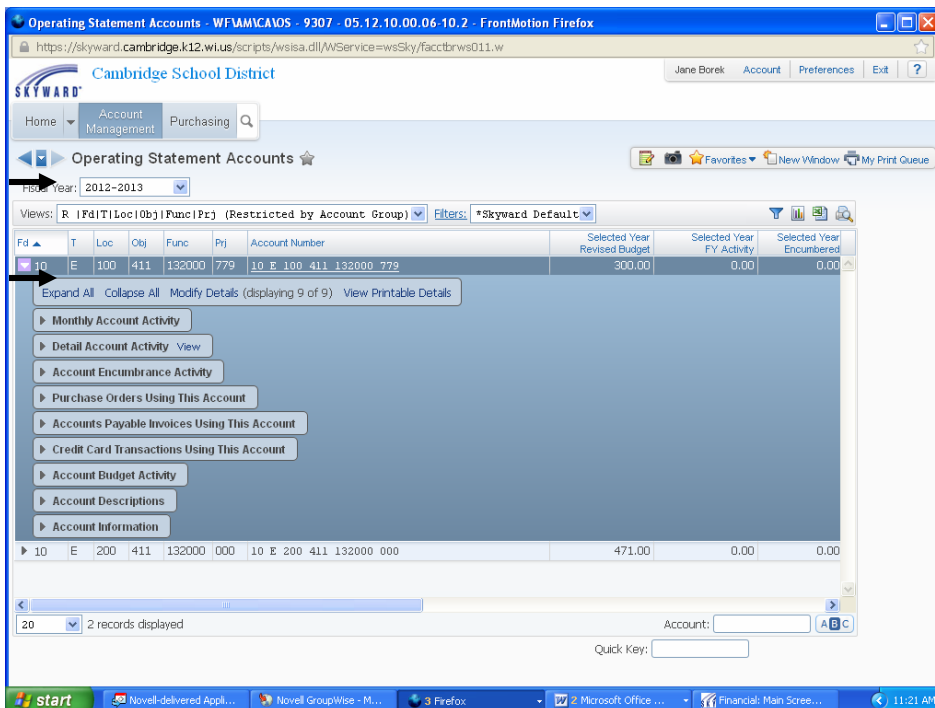 Operating Statement Accounts - WF\AM\CA\OS - 9307 - 05.12.10.00.06-10.2 - FrontMotion Firefox
https://skyward.cambridge.k12.wi.us/scripts/wsisa.dll/WService=wsSky/facctbrws011.w
SKYWARD® Cambridge School District Jane Borek Account Preferences Exit ?
Home Account Management Purchasing
Operating Statement Accounts Favorites New Window My Print Queue
Fiscal Year: 2012-2013
Views: R |Fd|T|Loc|Obj|Func|Prj (Restricted by Account Group) Filters: *Skyward Default
Fd T Loc Obj Func Prj Account Number Selected Year Revised Budget Selected Year FY Activity Selected Year Encumbered
10 E 100 411 132000 779 10 E 100 411 132000 779 300.00 0.00 0.00
Expand All Collapse All Modify Details (displaying 9 of 9) View Printable Details
Monthly Account Activity
Detail Account Activity View
Account Encumbrance Activity
Purchase Orders Using This Account
Accounts Payable Invoices Using This Account
Credit Card Transactions Using This Account
Account Budget Activity
Account Descriptions
Account Information
10 E 200 411 132000 000 10 E 200 411 132000 000 471.00 0.00 0.00
20 2 records displayed Account: ABC
Quick Key:
start Novell-delivered Appli... Novell GroupWise - M... 3 Firefox 2 Microsoft Office ... Financial: Main Scree... 11:21 AM